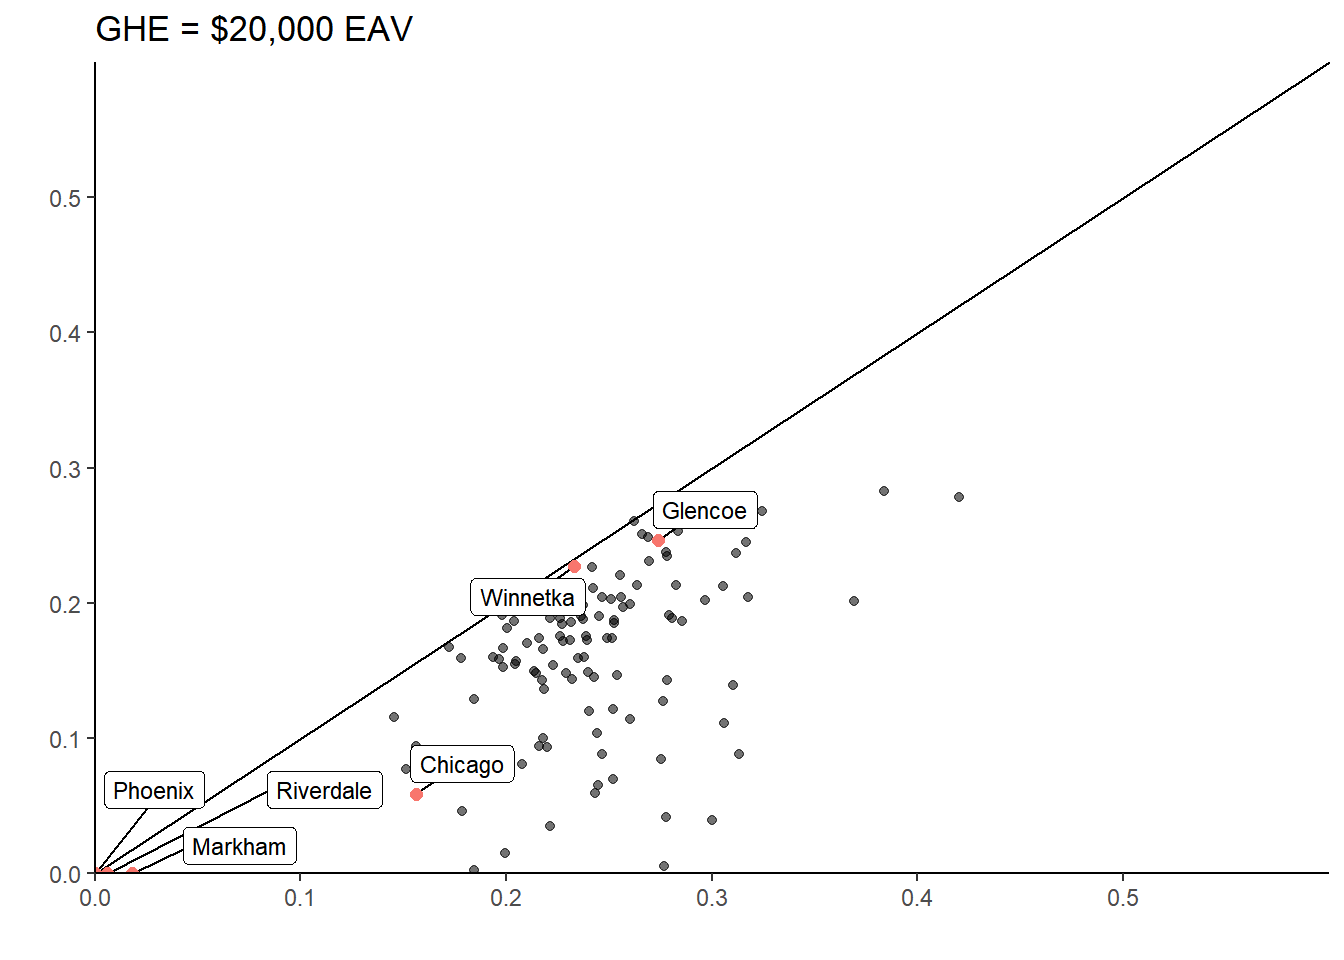 GHE = $20,000 EAV
0.5
0.4
0.3
Glencoe
0.2
Winnetka
0.1
Chicago
Phoenix
Riverdale
Markham
0.0
0.0 0.1 0.2 0.3 0.4 0.5